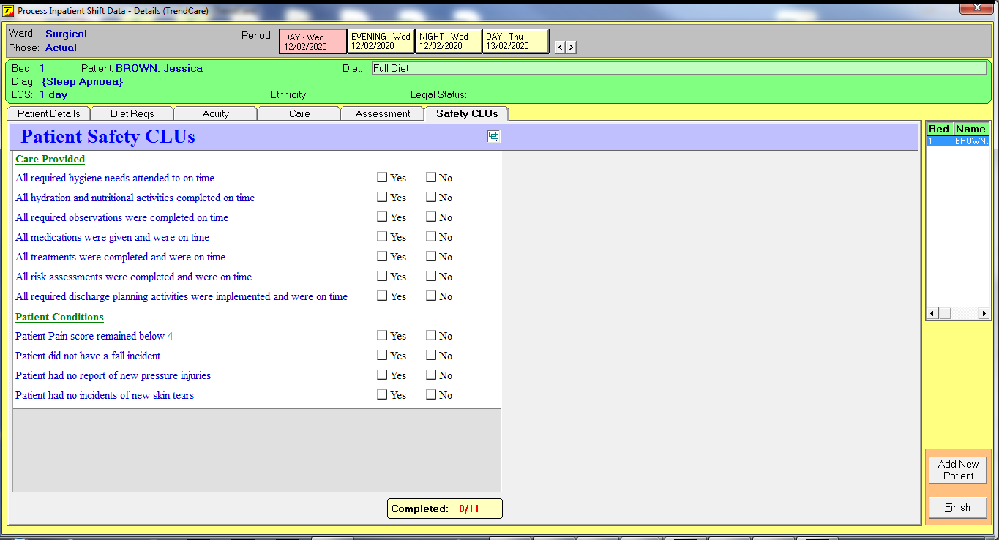 Process Inpatient Shift Data - Details (TrendCare)
Ward: Surgical
Phase: Actual
Period:
DAY - Wed
12/02/2020
EVENING - Wed
12/02/2020
NIGHT - Wed
12/02/2020
DAY - Thu
13/02/2020
< >
Bed: 1 Patient: BROWN, Jessica Diet: Full Diet
Diag: {Sleep Apnoea}
LOS: 1 day Ethnicity Legal Status:
Patient Details Diet Reqs Acuity Care Assessment Safety CLUs
Patient Safety CLUs
Care Provided
All required hygiene needs attended to on time Yes No
All hydration and nutritional activities completed on time Yes No
All required observations were completed on time Yes No
All medications were given and were on time Yes No
All treatments were completed and were on time Yes No
All risk assessments were completed and were on time Yes No
All required discharge planning activities were implemented and were on time Yes No
Patient Conditions
Patient Pain score remained below 4 Yes No
Patient did not have a fall incident Yes No
Patient had no report of new pressure injuries Yes No
Patient had no incidents of new skin tears Yes No
Completed: 0/11
Bed Name
1 BROWN,
Add New
Patient
Finish